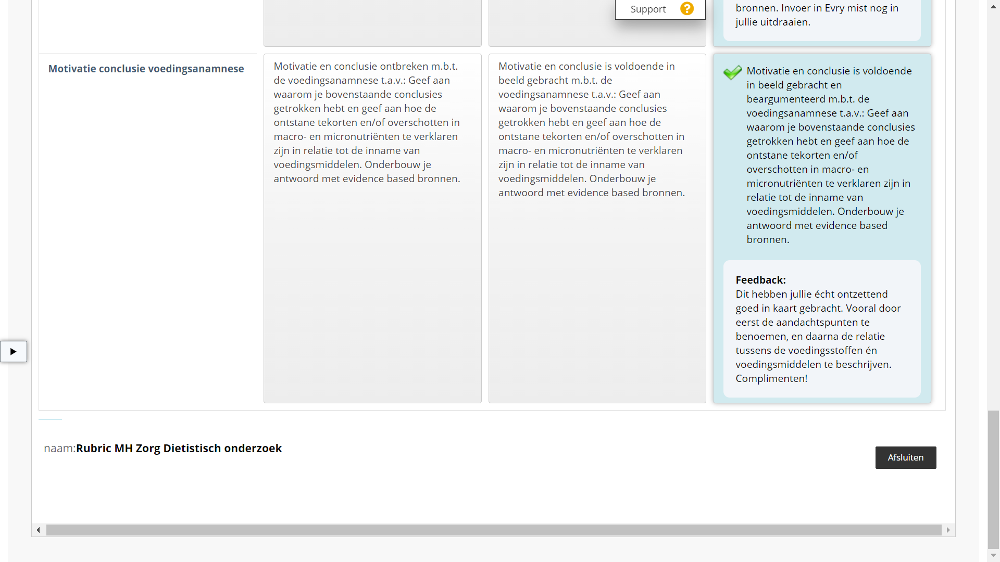 Support
bronnen. Invoer in Evry mist nog in
jullie uitdraaien.
Motivatie conclusie voedingsanamnese
Motivatie en conclusie ontbreken m.b.t.
de voedingsanamnese t.a.v.: Geef aan
waarom je bovenstaande conclusies
getrokken hebt en geef aan hoe de
ontstane tekorten en/of overschotten in
macro- en micronutriënten te verklaren
zijn in relatie tot de inname van
voedingsmiddelen. Onderbouw je
antwoord met evidence based bronnen.
Motivatie en conclusie is voldoende in
beeld gebracht m.b.t. de
voedingsanamnese t.a.v.: Geef aan
waarom je bovenstaande conclusies
getrokken hebt en geef aan hoe de
ontstane tekorten en/of overschotten in
macro- en micronutriënten te verklaren
zijn in relatie tot de inname van
voedingsmiddelen. Onderbouw je
antwoord met evidence based bronnen.
Motivatie en conclusie is voldoende
in beeld gebracht en
beargumenteerd m.b.t. de
voedingsanamnese t.a.v.: Geef aan
waarom je bovenstaande conclusies
getrokken hebt en geef aan hoe de
ontstane tekorten en/of
overschotten in macro- en
micronutriënten te verklaren zijn in
relatie tot de inname van
voedingsmiddelen. Onderbouw je
antwoord met evidence based
bronnen.
Feedback:
Dit hebben jullie écht ontzettend
goed in kaart gebracht. Vooral door
eerst de aandachtspunten te
benoemen, en daarna de relatie
tussens de voedingsstoffen én
voedingsmiddelen te beschrijven.
Complimenten!
naam:Rubric MH Zorg Dietistisch onderzoek
Afsluiten